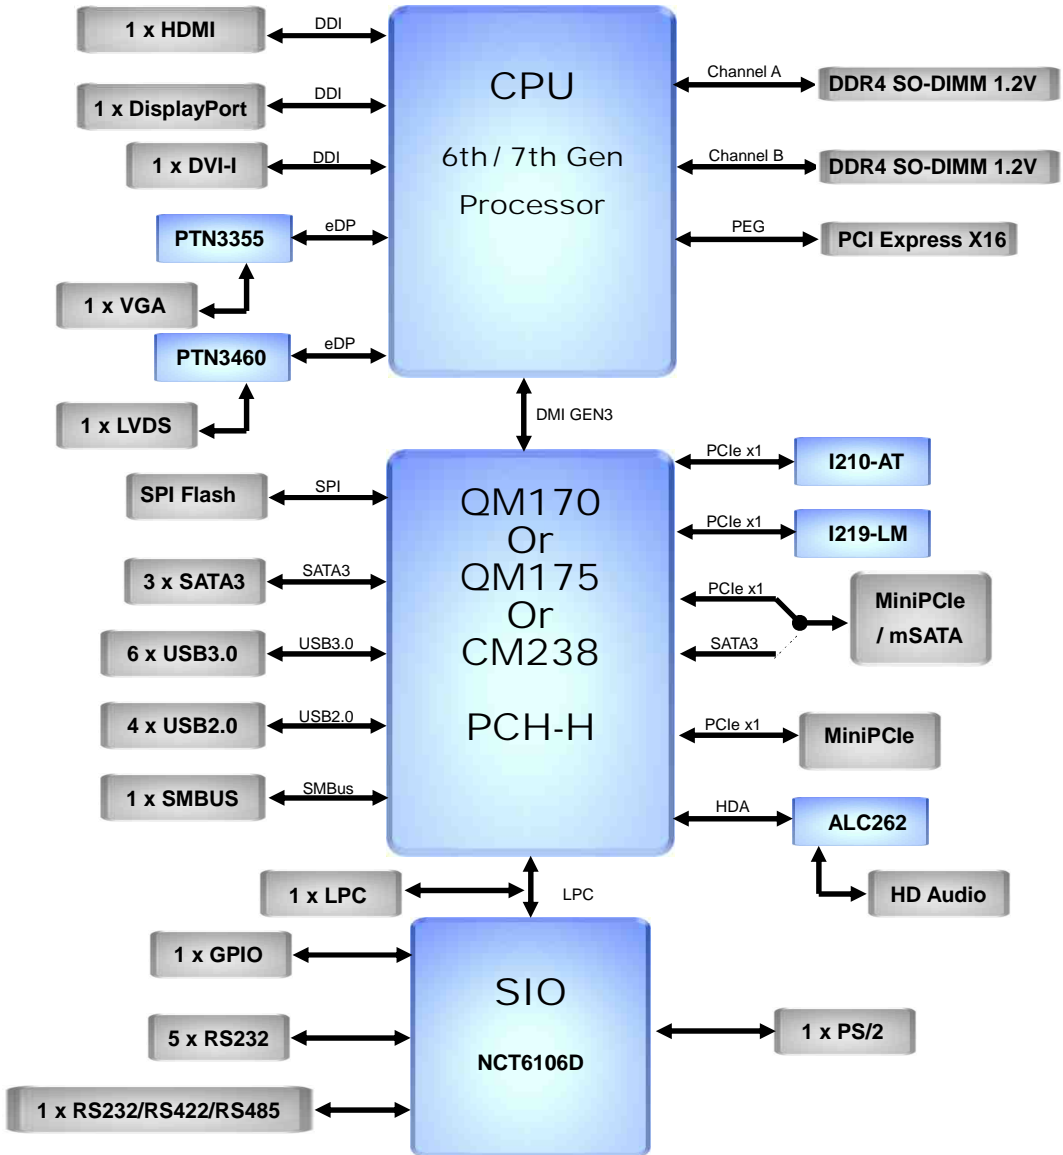 1 x HDMI
DDI
1 x DisplayPort
DDI
1 x DVI-I
DDI
PTN3355
eDP
1 x VGA
PTN3460
eDP
1 x LVDS
CPU
6th / 7th Gen
Processor
Channel A
DDR4 SO-DIMM 1.2V
Channel B
DDR4 SO-DIMM 1.2V
PEG
PCI Express X16
DMI GEN3
SPI Flash
SPI
3 x SATA3
SATA3
6 x USB3.0
USB3.0
4 x USB2.0
USB2.0
1 x SMBUS
SMBus
QM170
Or
QM175
Or
CM238
PCH-H
PCIe x1
I210-AT
PCIe x1
I219-LM
PCIe x1
SATA3
MiniPCIe
/ mSATA
PCIe x1
MiniPCIe
HDA
ALC262
HD Audio
1 x LPC
LPC
1 x GPIO
5 x RS232
1 x RS232/RS422/RS485
SIO
NCT6106D
1 x PS/2